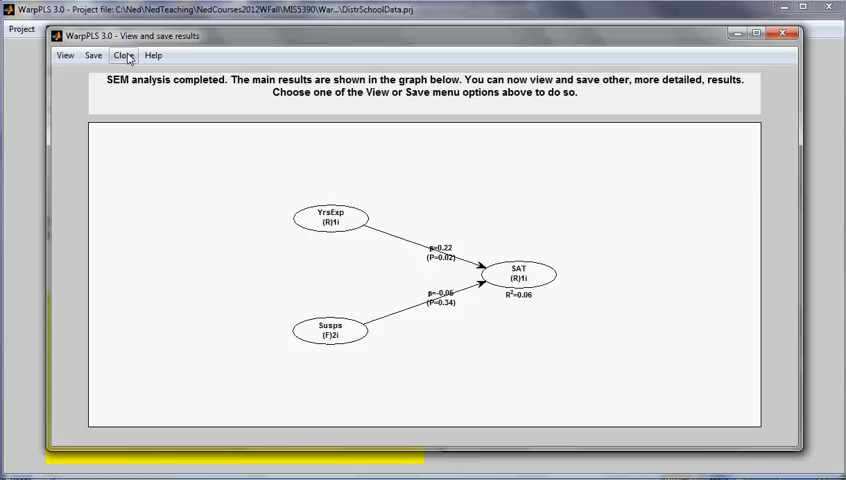 WarpPLS 3.0 - Project file: C:\Ned\NedTeaching\NedCourses2012WFall\MIS5390\War...\DistrSchoolData.prj
Project
WarpPLS 3.0 - View and save results
View Save Close Help
SEM analysis completed. The main results are shown in the graph below. You can now view and save other, more detailed, results.
Choose one of the View or Save menu options above to do so.
YrsExp
(R)1i
β=0.22
(P=0.02)
SAT
(R)1i
R²=0.06
β=-0.05
(P=0.34)
Susps
(F)2i